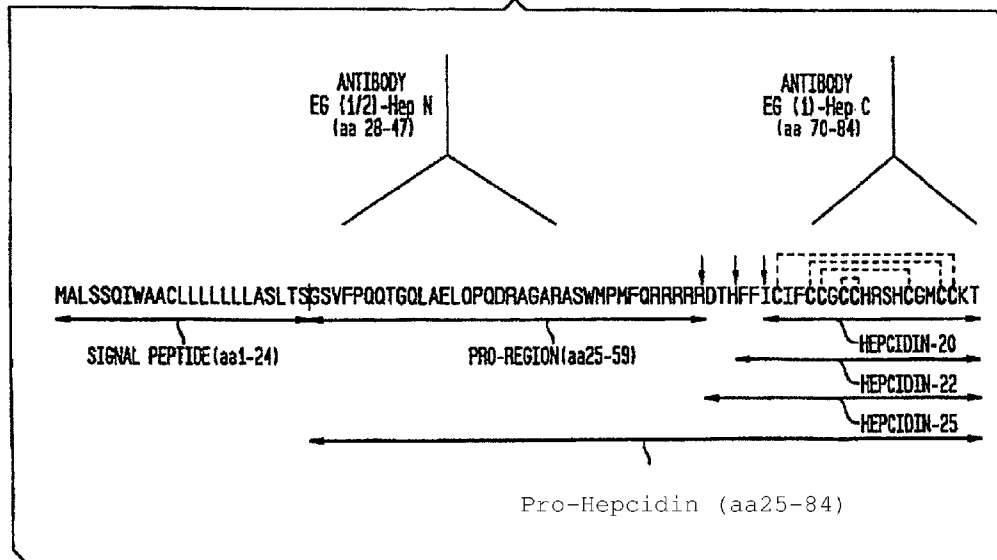 ANTIBODY
EG (1/2)-Hep N
(aa 28-47)
ANTIBODY
EG (1)-Hep C
(aa 70-84)
MALSSQIWAACLLLLLLLASLTSGSVFPQQTGQLAELQPQDRAGARASWMPMFQRRRRRDTHFFICIFCCGCCHRSHCGMCCKT
SIGNAL PEPTIDE(aa1-24)
PRO-REGION(aa25-59)
HEPCIDIN-20
HEPCIDIN-22
HEPCIDIN-25
Pro-Hepcidin (aa25-84)